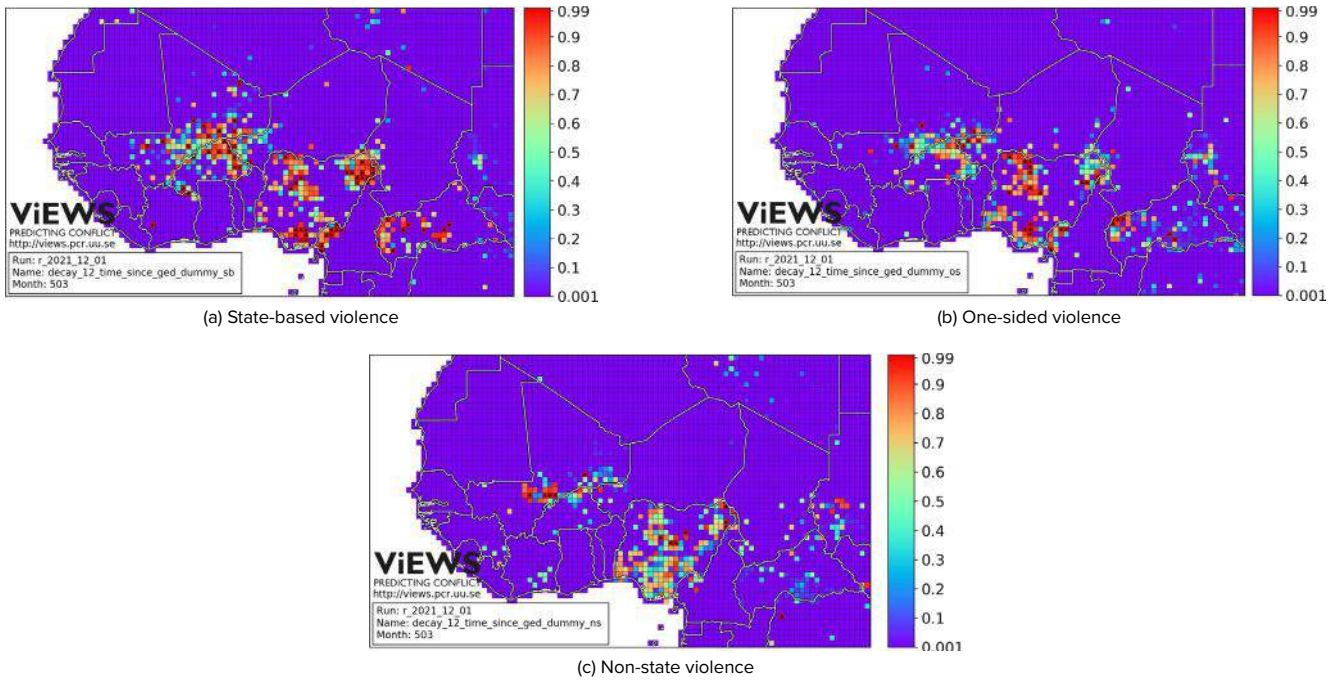 0.99
0.9
0.8
0.7
0.6
0.5
0.4
0.3
0.2
0.1
0.001
ViEWS
PREDICTING CONFLICT
http://views.pcr.uu.se
Run: r_2021_12_01
Name: decay_12_time_since_ged_dummy_sb
Month: 503
(a) State-based violence
0.99
0.9
0.8
0.7
0.6
0.5
0.4
0.3
0.2
0.1
0.001
ViEWS
PREDICTING CONFLICT
http://views.pcr.uu.se
Run: r_2021_12_01
Name: decay_12_time_since_ged_dummy_os
Month: 503
(b) One-sided violence
0.99
0.9
0.8
0.7
0.6
0.5
0.4
0.3
0.2
0.1
0.001
ViEWS
PREDICTING CONFLICT
http://views.pcr.uu.se
Run: r_2021_12_01
Name: decay_12_time_since_ged_dummy_ns
Month: 503
(c) Non-state violence